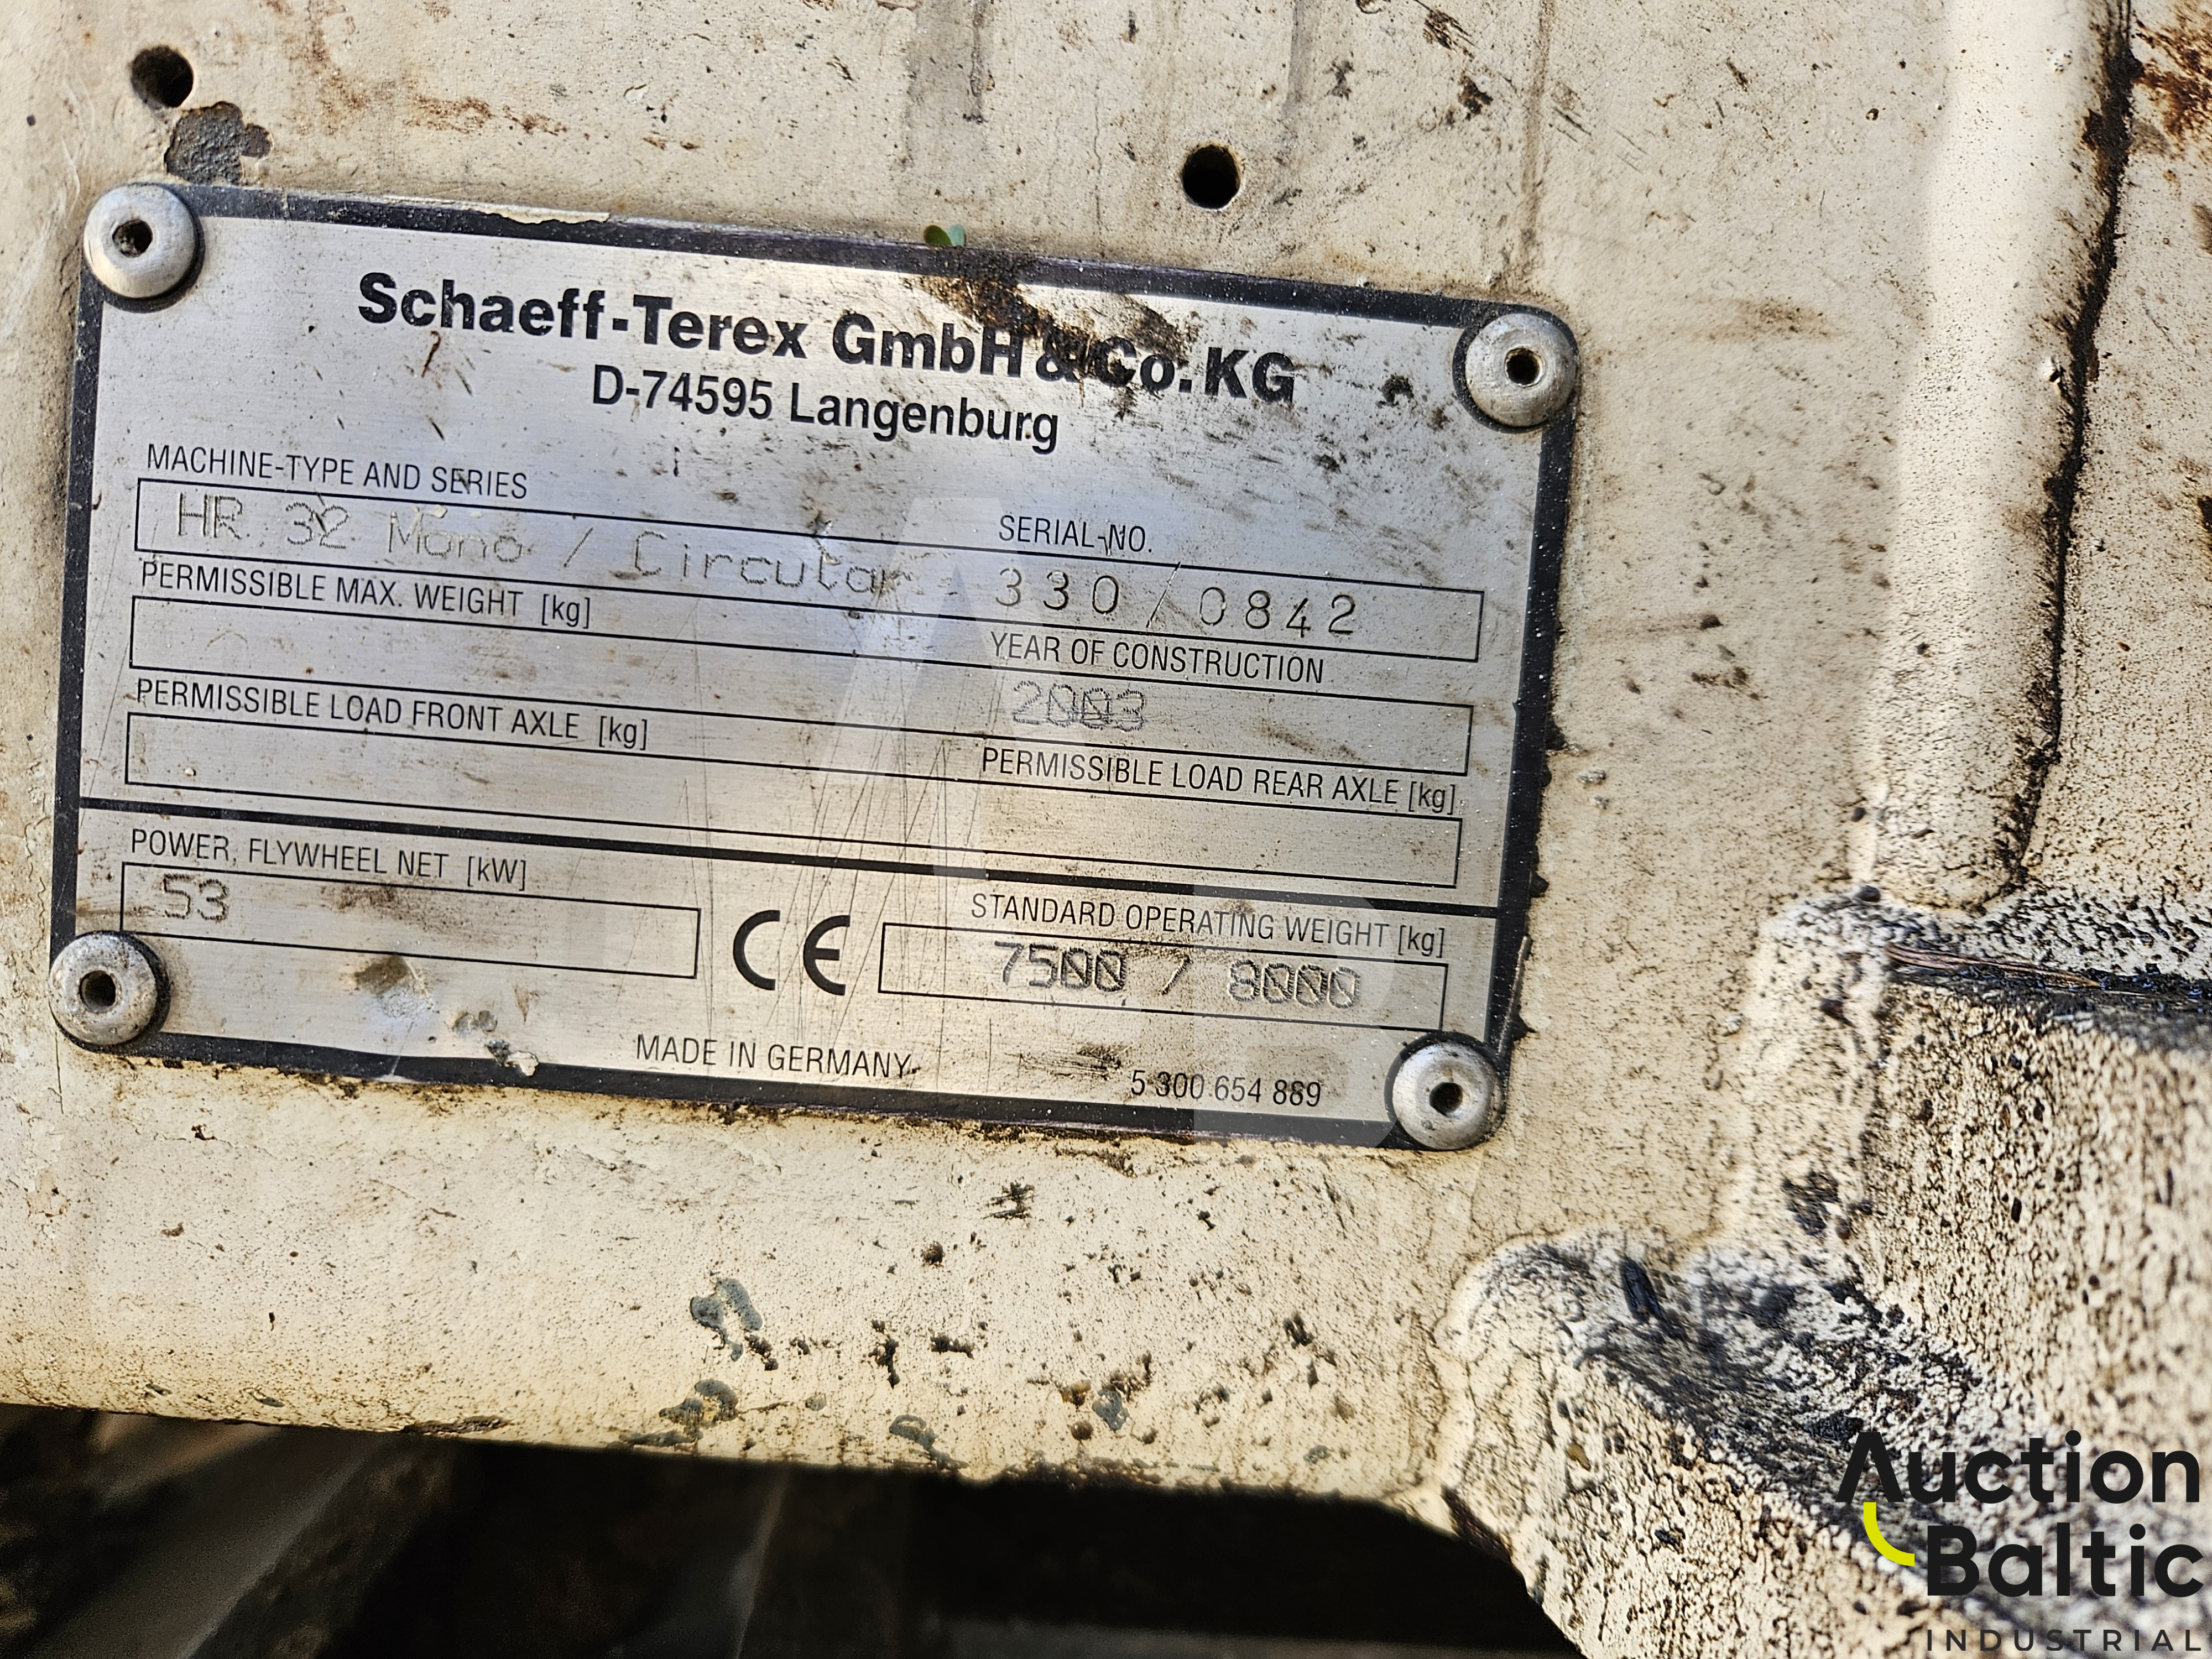 Schaeff-Terex GmbH & Co. KG
D-74595 Langenburg
MACHINE-TYPE AND SERIES
SERIAL-NO.
HR 32 Mono / Circular 330 / 0842
PERMISSIBLE MAX. WEIGHT [kg]
YEAR OF CONSTRUCTION
2003
PERMISSIBLE LOAD FRONT AXLE [kg]
PERMISSIBLE LOAD REAR AXLE [kg]
POWER, FLYWHEEL NET [kW]
53
CE
STANDARD OPERATING WEIGHT [kg]
7500 / 8000
MADE IN GERMANY
5 300 654 889
Auction
Baltic
INDUSTRIAL